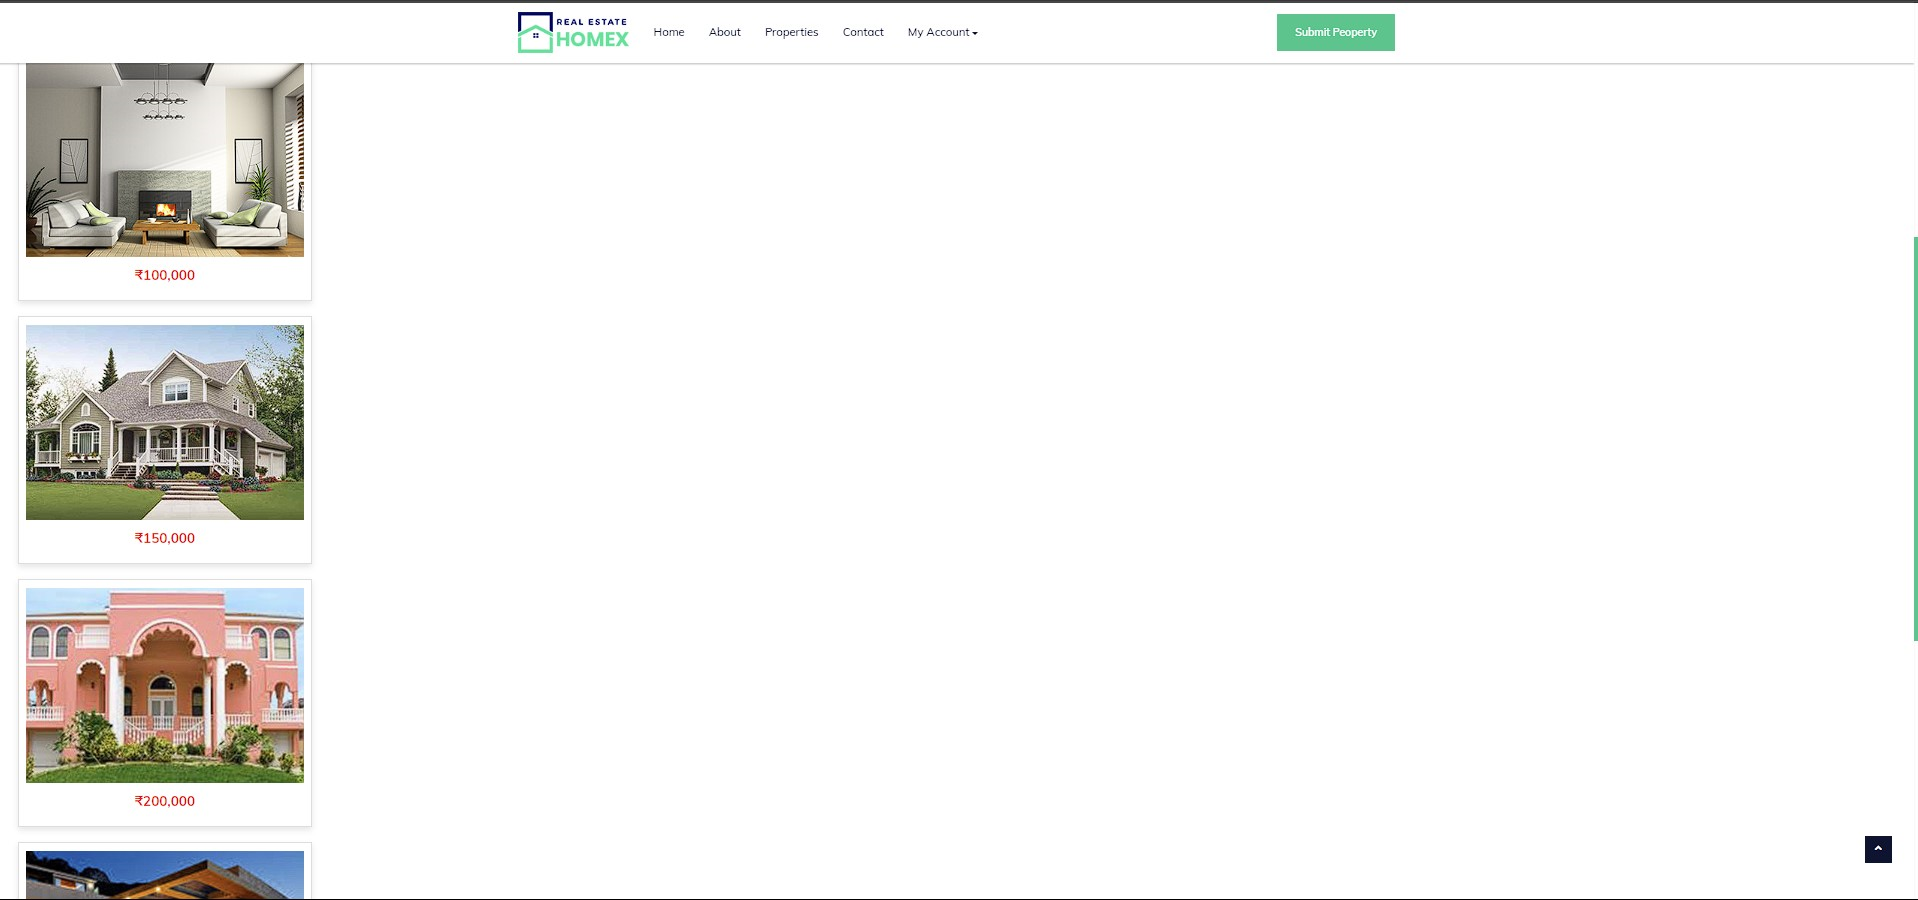 REAL ESTATE
HOMEX
Home
About
Properties
Contact
My Account
Submit Peoperty
₹100,000
₹150,000
₹200,000